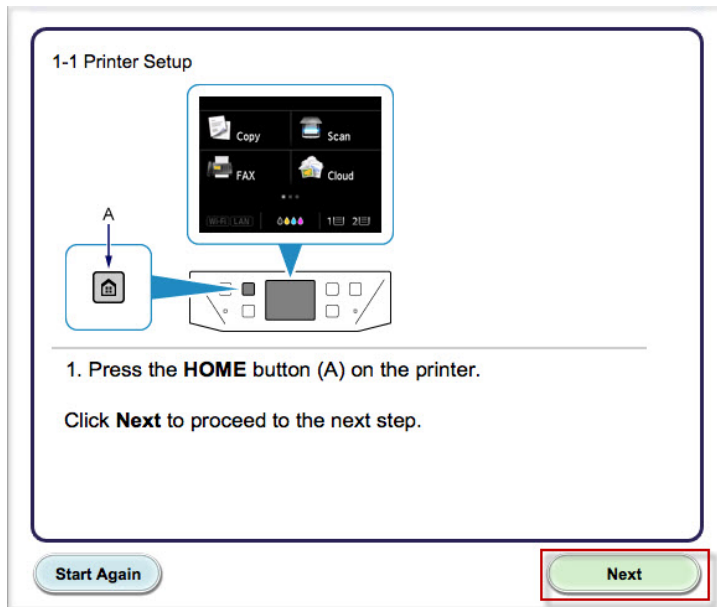 1-1 Printer Setup
Copy
Scan
FAX
Cloud
Wi-Fi LAN
1 2
A
1. Press the HOME button (A) on the printer.
Click Next to proceed to the next step.
Start Again
Next